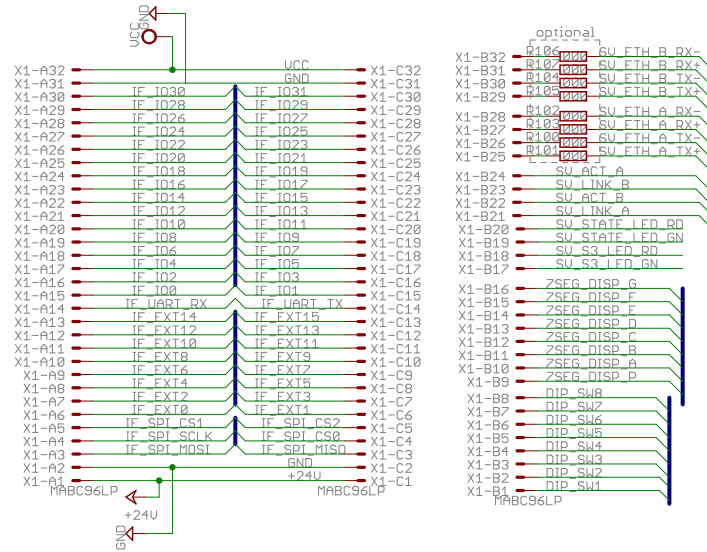 GND
VCC
X1-A32 VCC X1-C32
X1-A31 GND X1-C31
X1-A30 IF_IO30 IF_IO31 X1-C30
X1-A29 IF_IO28 IF_IO29 X1-C29
X1-A28 IF_IO26 IF_IO27 X1-C28
X1-A27 IF_IO24 IF_IO25 X1-C27
X1-A26 IF_IO22 IF_IO23 X1-C26
X1-A25 IF_IO20 IF_IO21 X1-C25
X1-A24 IF_IO18 IF_IO19 X1-C24
X1-A23 IF_IO16 IF_IO17 X1-C23
X1-A22 IF_IO14 IF_IO15 X1-C22
X1-A21 IF_IO12 IF_IO13 X1-C21
X1-A20 IF_IO10 IF_IO11 X1-C20
X1-A19 IF_IO8 IF_IO9 X1-C19
X1-A18 IF_IO6 IF_IO7 X1-C18
X1-A17 IF_IO4 IF_IO5 X1-C17
X1-A16 IF_IO2 IF_IO3 X1-C16
X1-A15 IF_IO0 IF_IO1 X1-C15
X1-A14 IF_UART_RX IF_UART_TX X1-C14
X1-A13 IF_EXT14 IF_EXT15 X1-C13
X1-A12 IF_EXT12 IF_EXT13 X1-C12
X1-A11 IF_EXT10 IF_EXT11 X1-C11
X1-A10 IF_EXT8 IF_EXT9 X1-C10
X1-A9 IF_EXT6 IF_EXT7 X1-C9
X1-A8 IF_EXT4 IF_EXT5 X1-C8
X1-A7 IF_EXT2 IF_EXT3 X1-C7
X1-A6 IF_EXT0 IF_EXT1 X1-C6
X1-A5 IF_SPI_CS1 IF_SPI_CS2 X1-C5
X1-A4 IF_SPI_SCLK IF_SPI_CS0 X1-C4
X1-A3 IF_SPI_MOSI IF_SPI_MISO X1-C3
X1-A2 GND X1-C2
X1-A1 +24V X1-C1
MABC96LP MABC96LP
+24V
GND
optional
X1-B32 R106 000 SV_ETH_B_RX-
X1-B31 R107 000 SV_ETH_B_RX+
X1-B30 R104 000 SV_ETH_B_TX-
X1-B29 R105 000 SV_ETH_B_TX+
X1-B28 R102 000 SV_ETH_A_RX-
X1-B27 R103 000 SV_ETH_A_RX+
X1-B26 R100 000 SV_ETH_A_TX-
X1-B25 R101 000 SV_ETH_A_TX+
X1-B24 SV_ACT_A
X1-B23 SV_LINK_B
X1-B22 SV_ACT_B
X1-B21 SV_LINK_A
X1-B20 SV_STATE_LED_RD
X1-B19 SV_STATE_LED_GN
X1-B18 SV_S3_LED_RD
X1-B17 SV_S3_LED_GN
X1-B16 7SEG_DISP_G
X1-B15 7SEG_DISP_F
X1-B14 7SEG_DISP_E
X1-B13 7SEG_DISP_D
X1-B12 7SEG_DISP_C
X1-B11 7SEG_DISP_B
X1-B10 7SEG_DISP_A
X1-B9 7SEG_DISP_P
X1-B8 DIP_SW8
X1-B7 DIP_SW7
X1-B6 DIP_SW6
X1-B5 DIP_SW5
X1-B4 DIP_SW4
X1-B3 DIP_SW3
X1-B2 DIP_SW2
X1-B1 DIP_SW1
MABC96LP